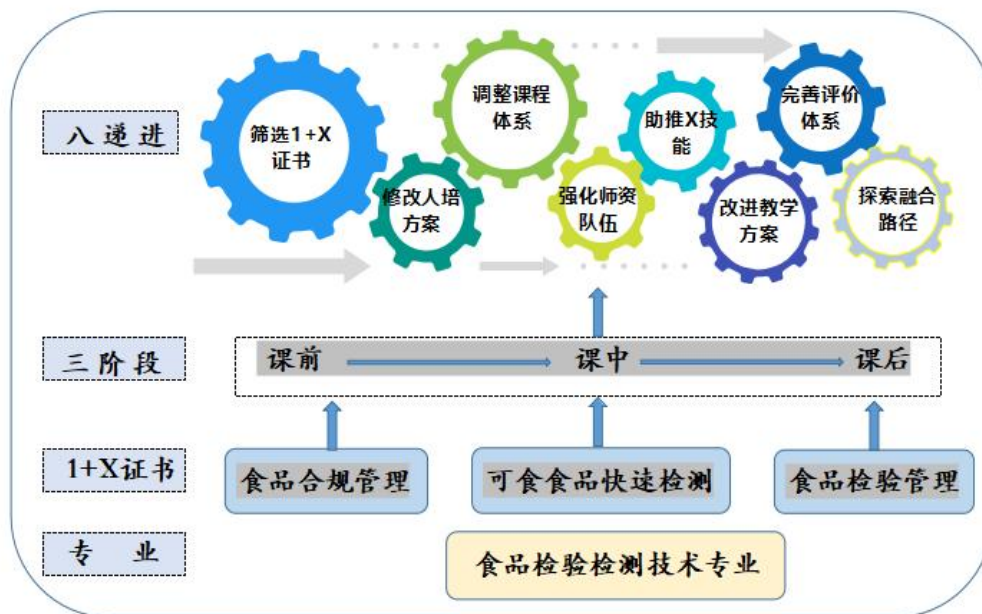 八递进
筛选1+X
证书
修改人培
方案
调整课程
体系
强化师资
队伍
助推X技
能
改进教学
方案
完善评价
体系
探索融合
路径
三阶段
课前
课中
课后
1+X证书
食品合规管理
可食食品快速检测
食品检验管理
专 业
食品检验检测技术专业